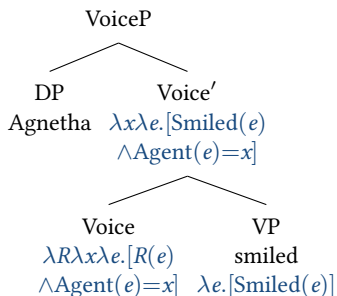 VoiceP
DP Voice′
Agnetha λxλe.[Smiled(e)
∧Agent(e)=x]
Voice VP
λRλxλe.[R(e) smiled
∧Agent(e)=x] λe.[Smiled(e)]